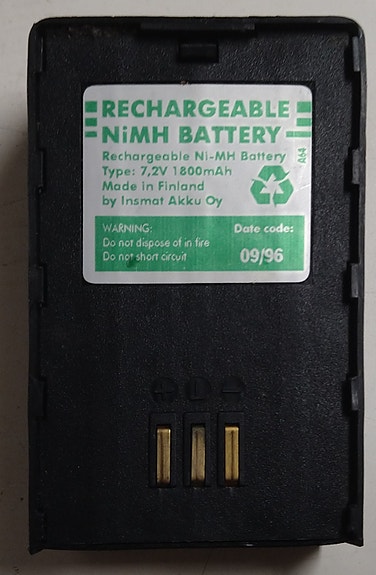 RECHARGEABLE
NiMH BATTERY
Rechargeable Ni-MH Battery
Type: 7,2V 1800mAh
Made in Finland
by Insmat Akku Oy
A64
WARNING:
Do not dispose of in fire
Do not short circuit
Date code:
09/96
+ L -